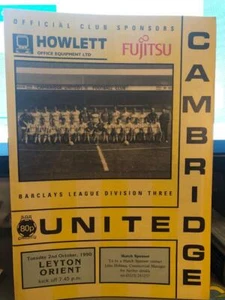 OFFICIAL CLUB SPONSORS
HOWLETT
OFFICE EQUIPMENT LTD.
FUJITSU
CAMBRIDGE
BARCLAYS LEAGUE DIVISION THREE
UNITED
80p
Tuesday 2nd October, 1990
LEYTON
ORIENT
kick off 7.45 p.m.
Match Sponsor